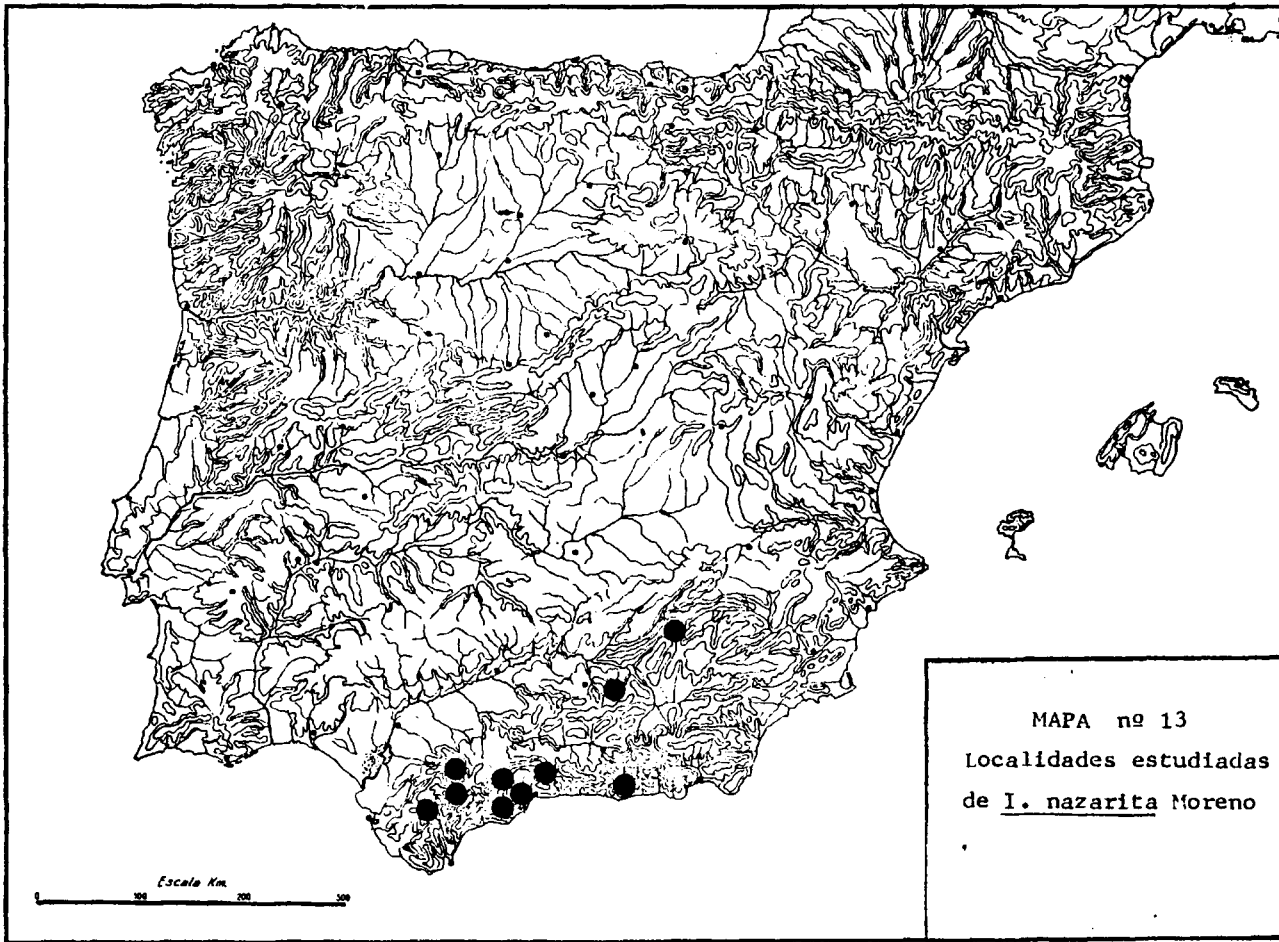 MAPA nº 13
Localidades estudiadas
de I. nazarita Moreno
Escala Km.
0 100 200 300